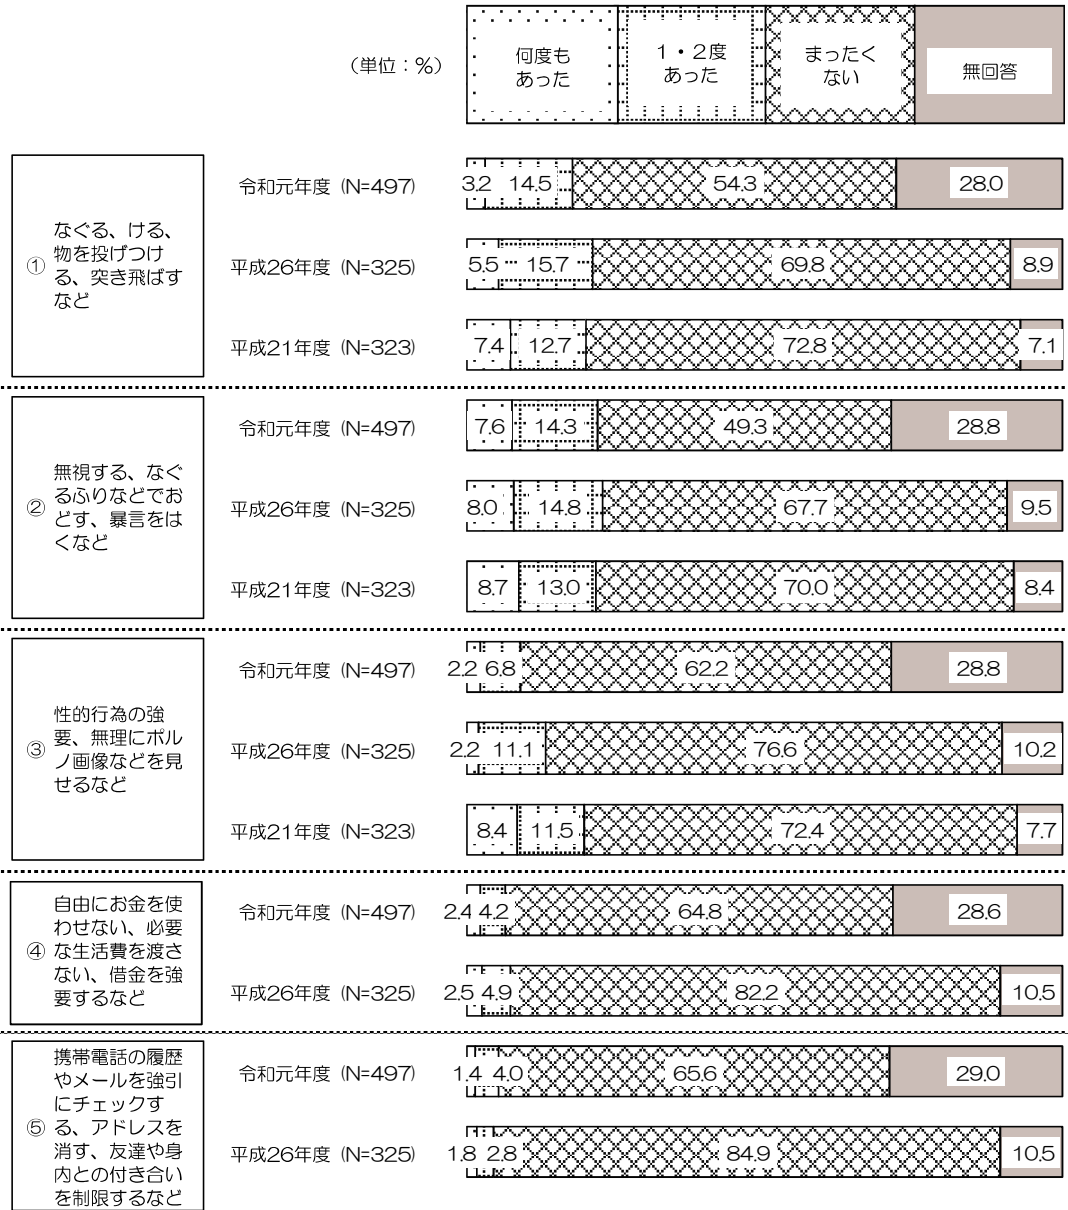 （単位：％）
何度も
あった
１・２度
あった
まったく
ない
無回答
①
なぐる、ける、
物を投げつけ
る、突き飛ばす
など
令和元年度 (N=497)
3.2 14.5 54.3 28.0
平成26年度 (N=325)
5.5 15.7 69.8 8.9
平成21年度 (N=323)
7.4 12.7 72.8 7.1
②
無視する、なぐ
るふりなどでお
どす、暴言をは
くなど
令和元年度 (N=497)
7.6 14.3 49.3 28.8
平成26年度 (N=325)
8.0 14.8 67.7 9.5
平成21年度 (N=323)
8.7 13.0 70.0 8.4
③
性的行為の強
要、無理にポル
ノ画像などを見
せるなど
令和元年度 (N=497)
2.2 6.8 62.2 28.8
平成26年度 (N=325)
2.2 11.1 76.6 10.2
平成21年度 (N=323)
8.4 11.5 72.4 7.7
④
自由にお金を使
わせない、必要
な生活費を渡さ
ない、借金を強
要するなど
令和元年度 (N=497)
2.4 4.2 64.8 28.6
平成26年度 (N=325)
2.5 4.9 82.2 10.5
⑤
携帯電話の履歴
やメールを強引
にチェックす
る、アドレスを
消す、友達や身
内との付き合い
を制限するなど
令和元年度 (N=497)
1.4 4.0 65.6 29.0
平成26年度 (N=325)
1.8 2.8 84.9 10.5